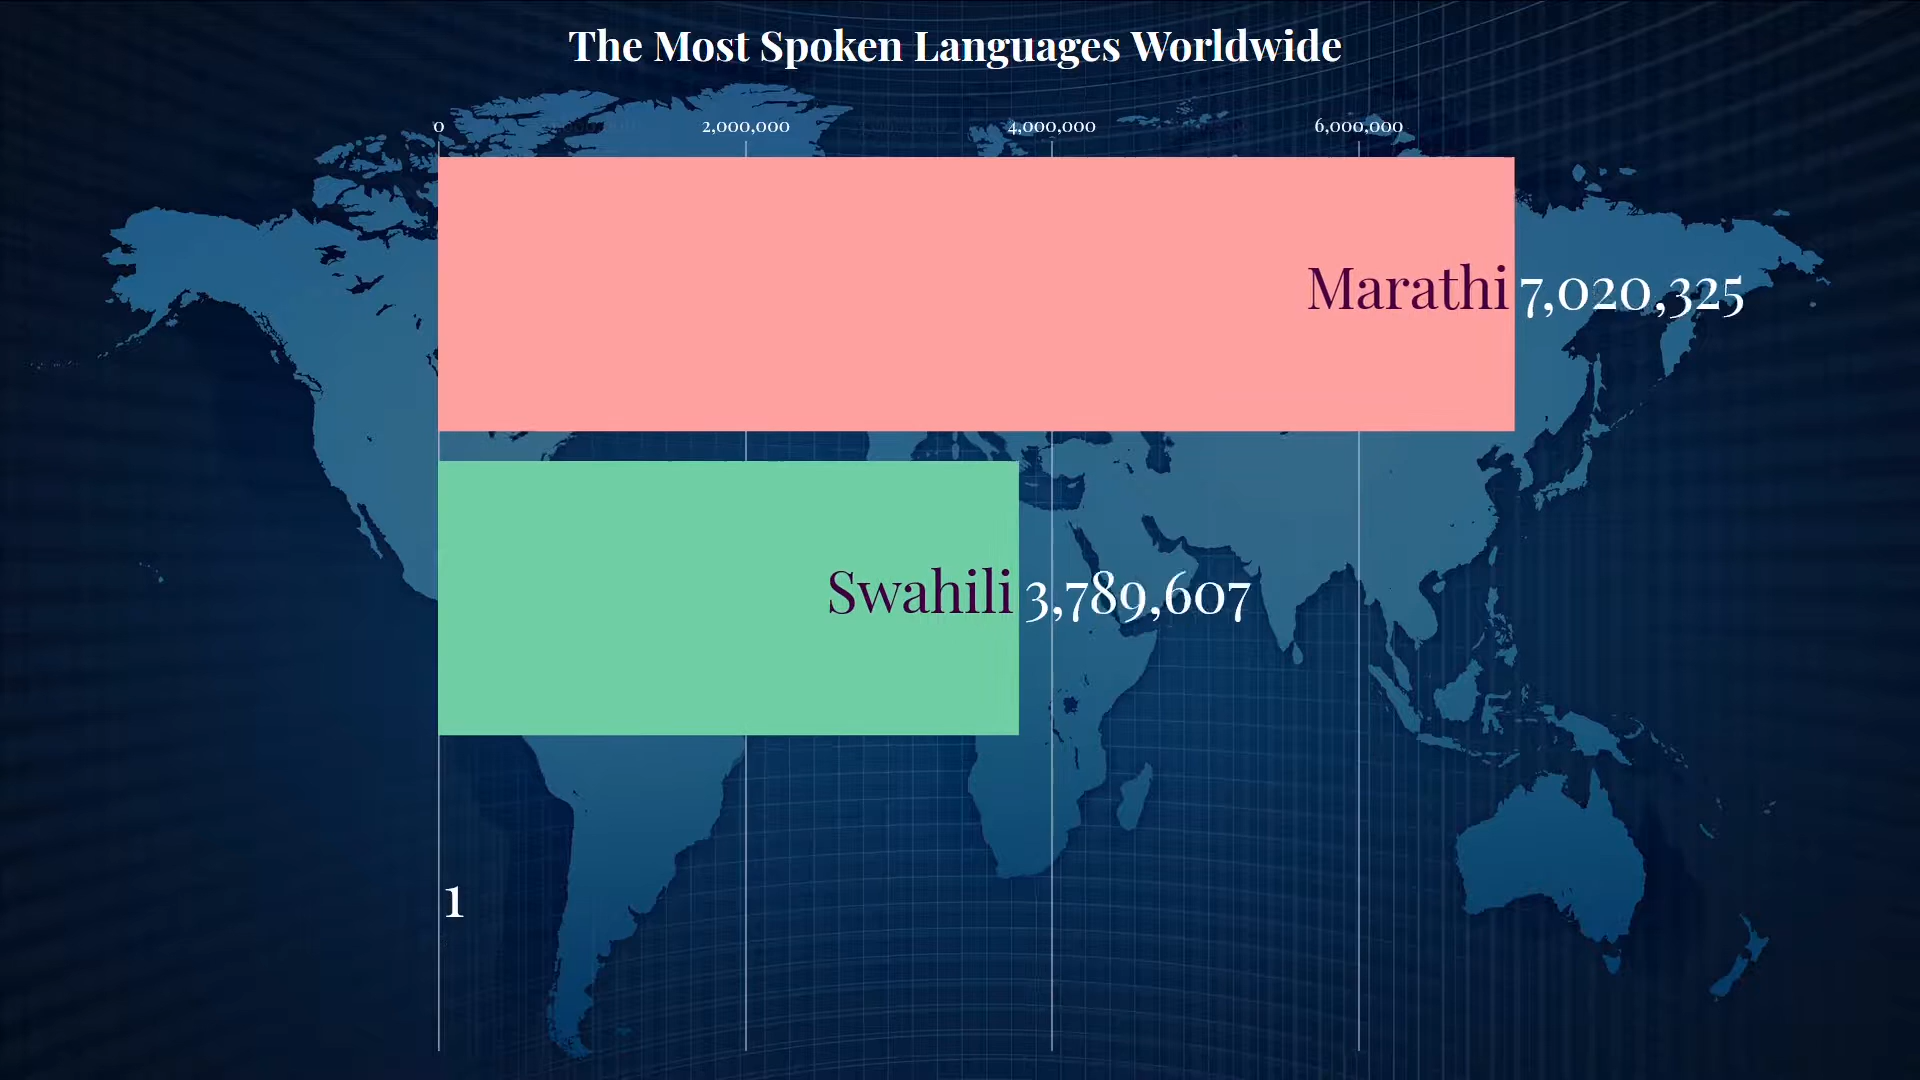 The Most Spoken Languages Worldwide
0 2,000,000 4,000,000 6,000,000
Marathi 7,020,325
Swahili 3,789,607
1